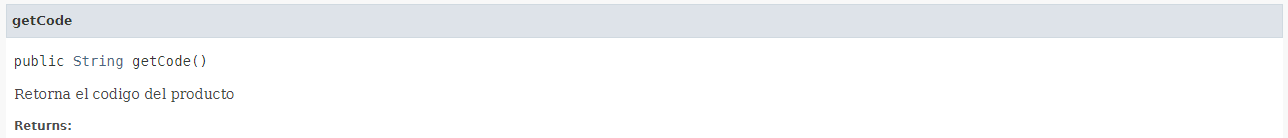 getCode
public String getCode()
Retorna el codigo del producto
Returns: